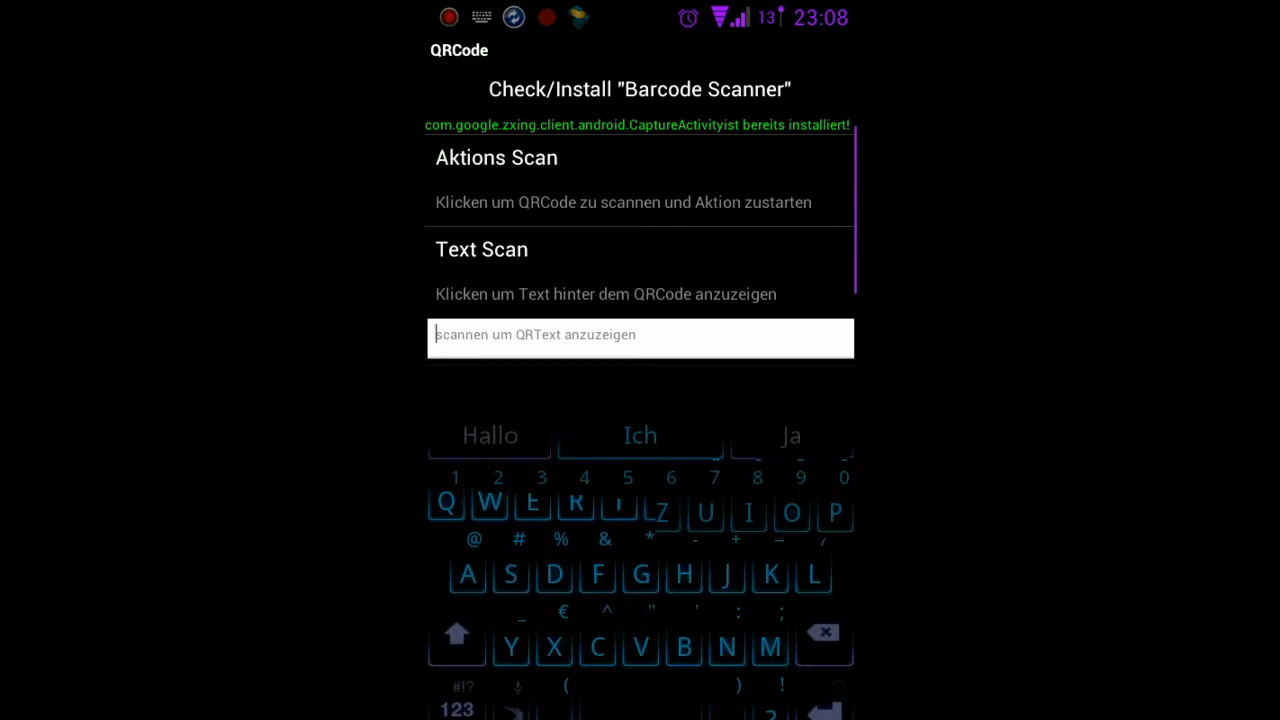 13 23:08
QRCode
Check/Install "Barcode Scanner"
com.google.zxing.client.android.CaptureActivityist bereits installiert!
Aktions Scan
Klicken um QRCode zu scannen und Aktion zustarten
Text Scan
Klicken um Text hinter dem QRCode anzuzeigen
scannen um QRText anzuzeigen
Hallo Ich Ja
1 2 3 4 5 6 7 8 9 0
Q W E R T Z U I O P
@ # % & * - + = /
A S D F G H J K L
_ € ^ " ' : ;
Y X C V B N M
#!? ( ) !
123 ?